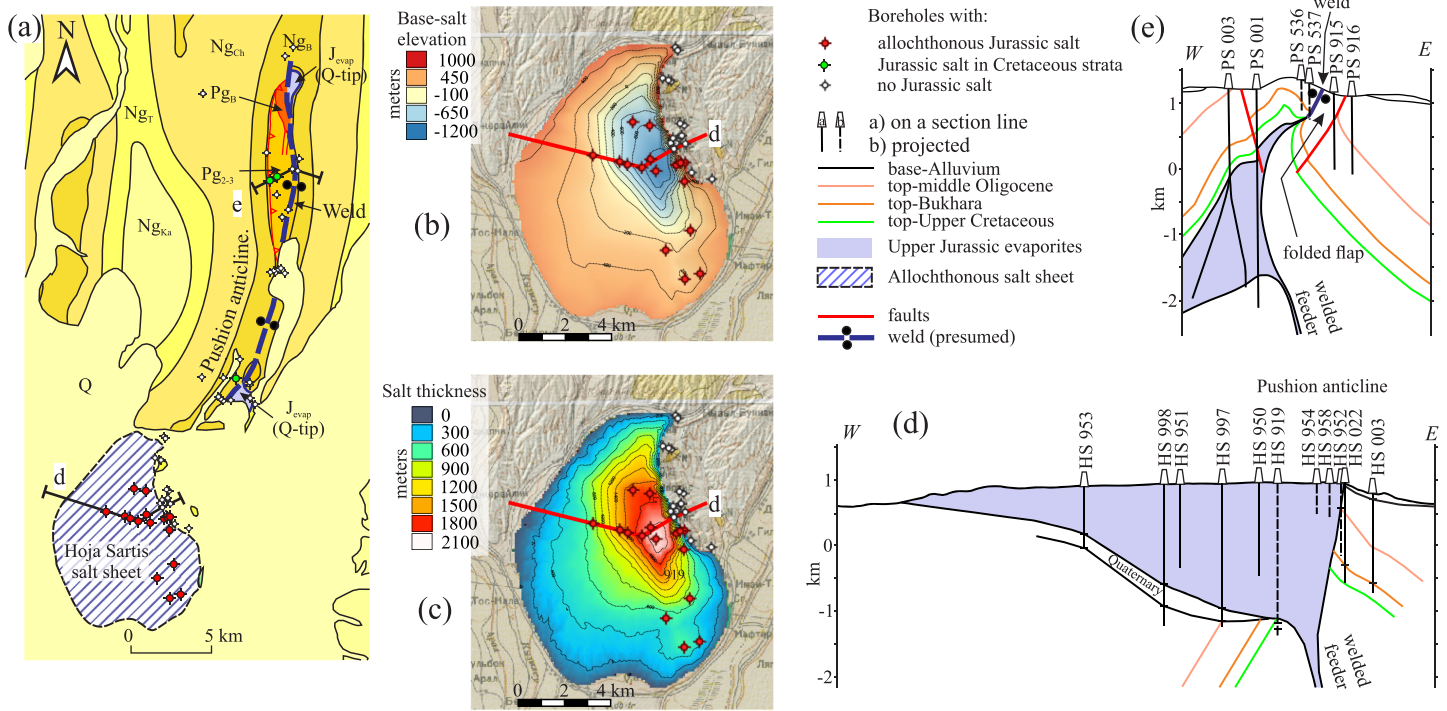 (a)
N
Ng_Ch
Ng_B
J_evap
(Q-tip)
Pg_B
Ng_T
Pg_2-3
e
Weld
Ng_Ka
Pushion anticline.
Q
J_evap
(Q-tip)
d
Hoja Sartis
salt sheet
0 5 km
Base-salt
elevation
meters
1000
450
-100
-650
-1200
(b)
d
0 2 4 km
Salt thickness
meters
0
300
600
900
1200
1500
1800
2100
(c)
d
919
0 2 4 km
Boreholes with:
allochthonous Jurassic salt
Jurassic salt in Cretaceous strata
no Jurassic salt
a b
a) on a section line
b) projected
base-Alluvium
top-middle Oligocene
top-Bukhara
top-Upper Cretaceous
Upper Jurassic evaporites
Allochthonous salt sheet
faults
weld (presumed)
(e)
W
PS 003
PS 001
PS 536
PS 537
weld
PS 915
PS 916
E
1
0
km
-1
-2
folded flap
welded
feeder
Pushion anticline
W
(d)
HS 953
HS 998
HS 951
HS 997
HS 950
HS 919
HS 954
HS 958
HS 952
HS 022
HS 003
E
1
0
km
-1
-2
Quaternary
welded
feeder